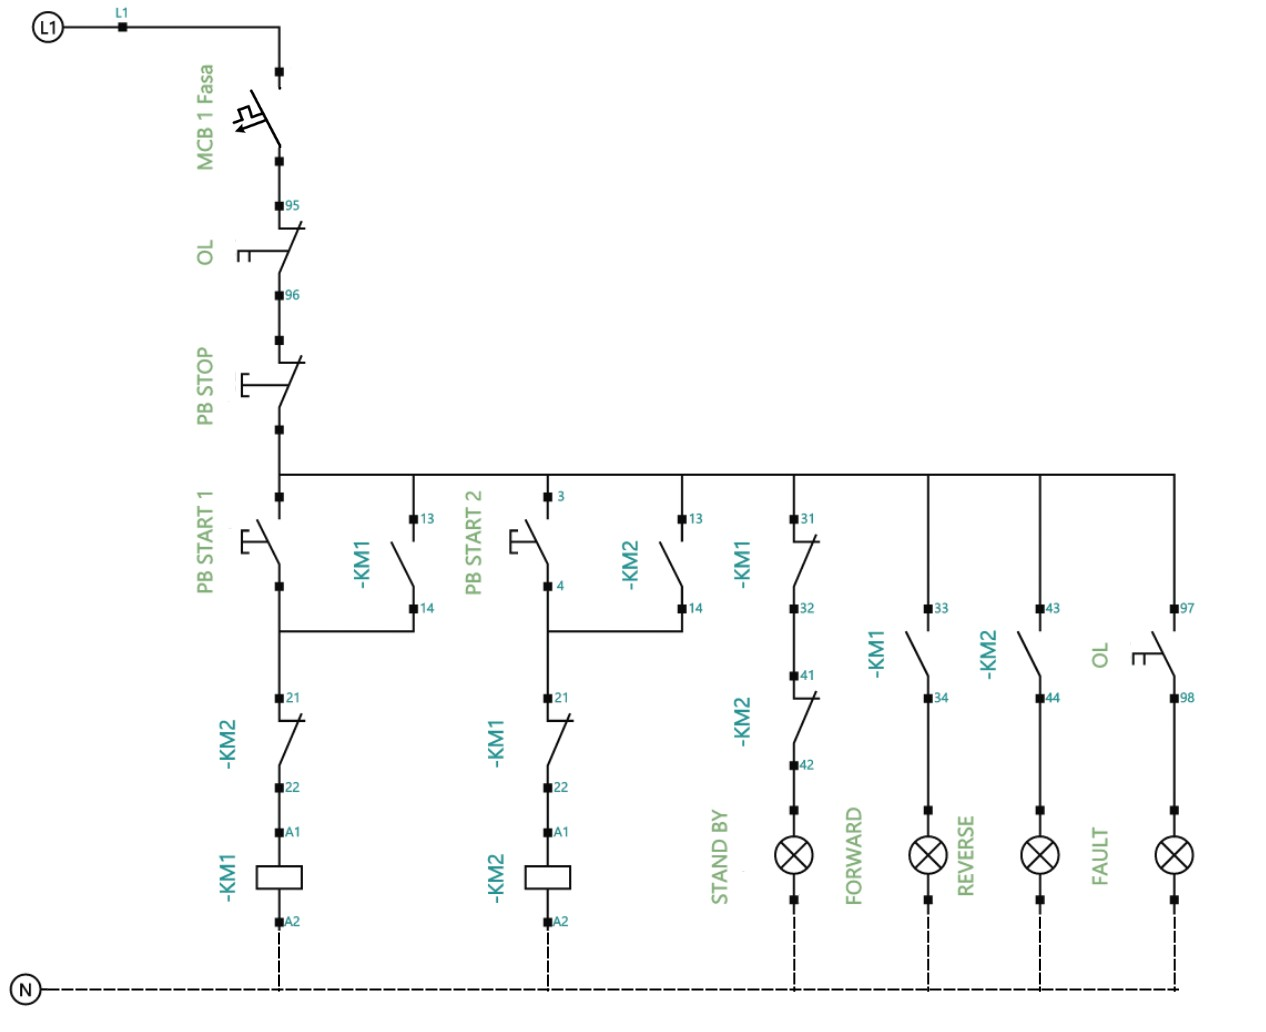 L1
L1
MCB 1 Fasa
95
OL
96
PB STOP
PB START 1
13
-KM1
14
3
PB START 2
4
13
-KM2
14
31
-KM1
32
33
-KM1
34
43
-KM2
44
97
OL
98
21
-KM2
22
21
-KM1
22
41
-KM2
42
A1
-KM1
A2
A1
-KM2
A2
STAND BY
FORWARD
REVERSE
FAULT
N